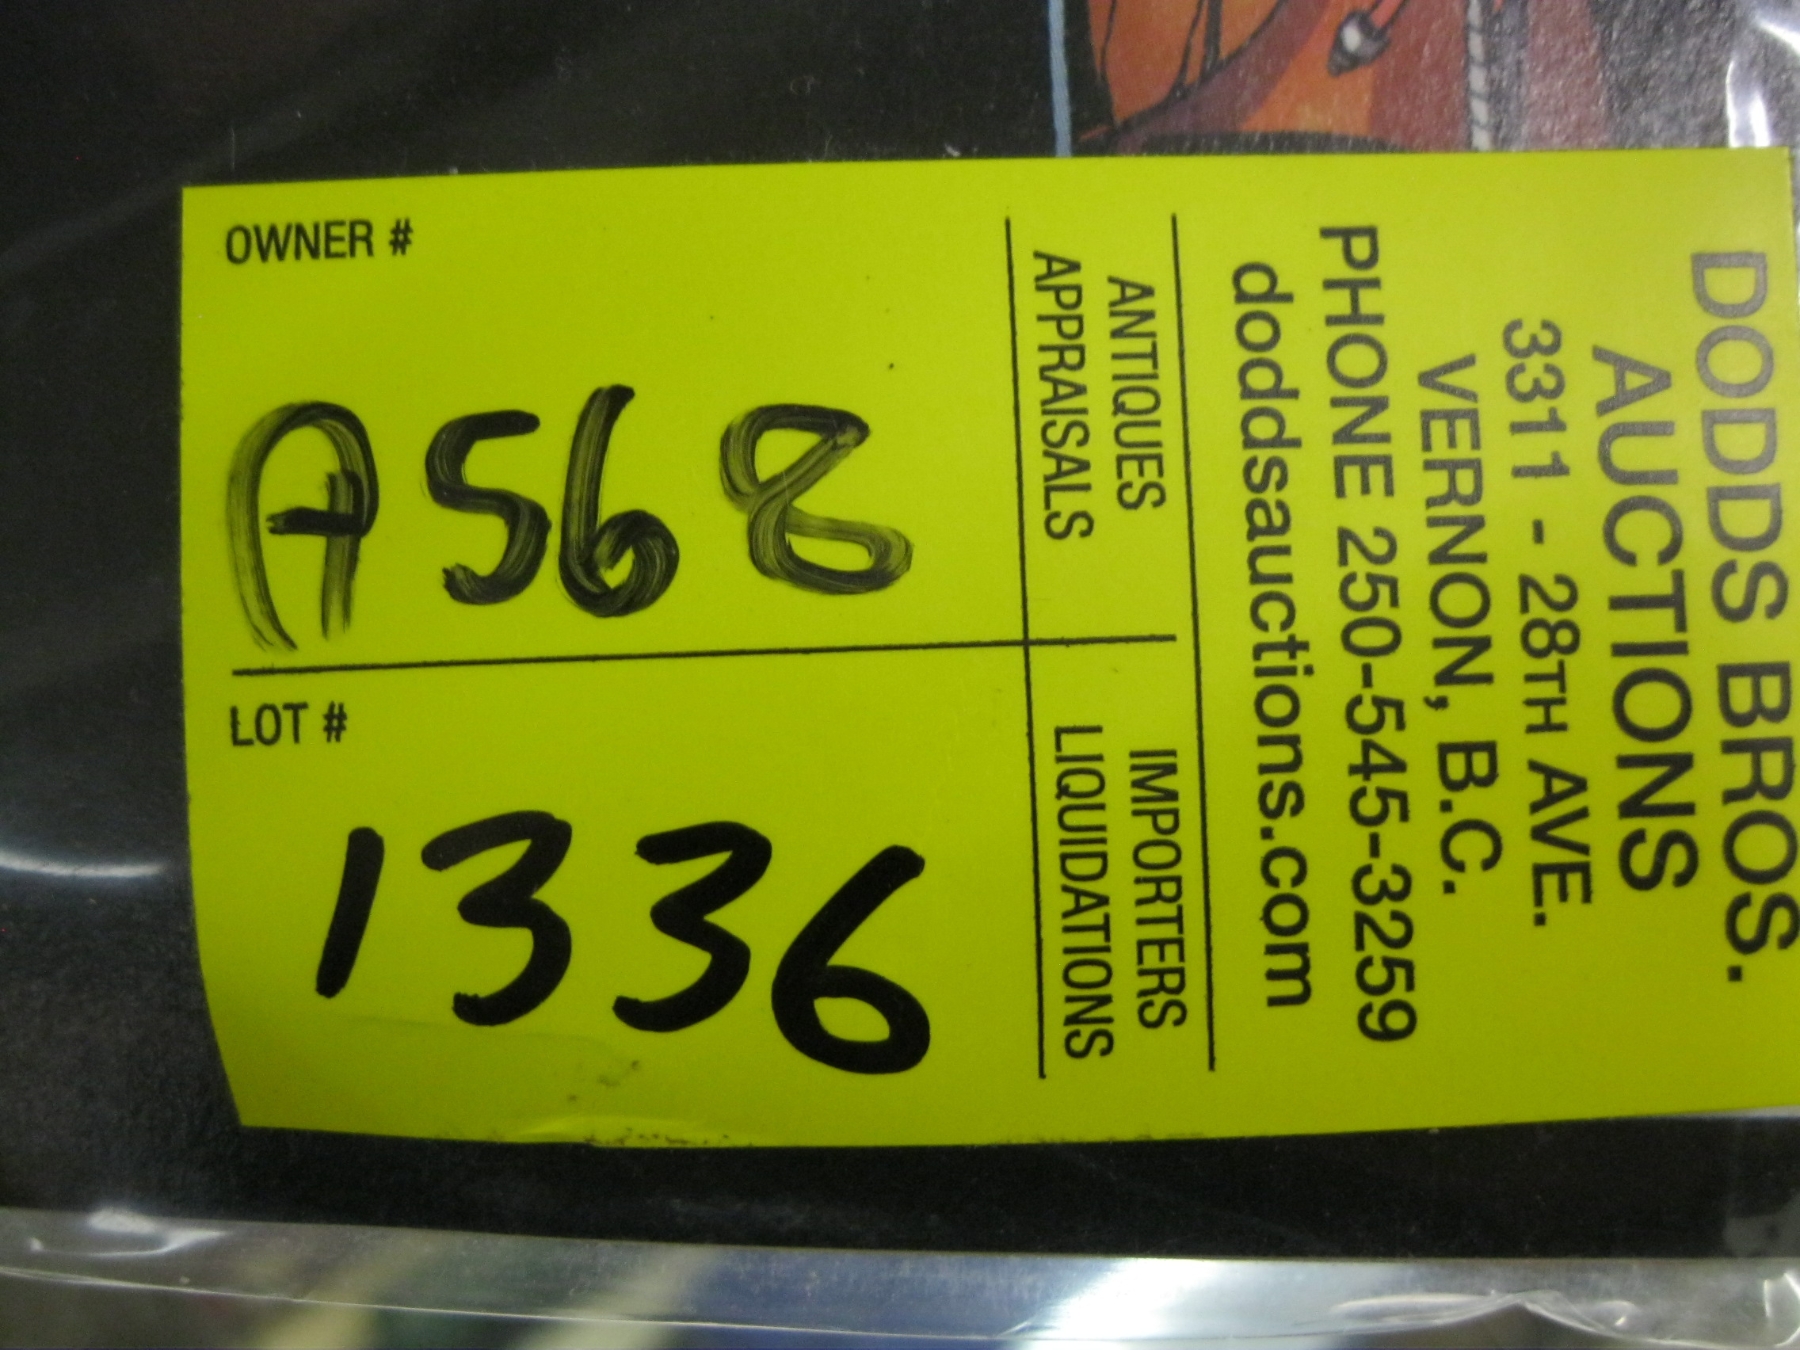 DODDS BROS.
AUCTIONS
3311 - 28TH AVE.
VERNON, B.C.
PHONE 250-545-3259
doddsauctions.com
ANTIQUES
APPRAISALS
IMPORTERS
LIQUIDATIONS
OWNER #
A568
LOT #
1336